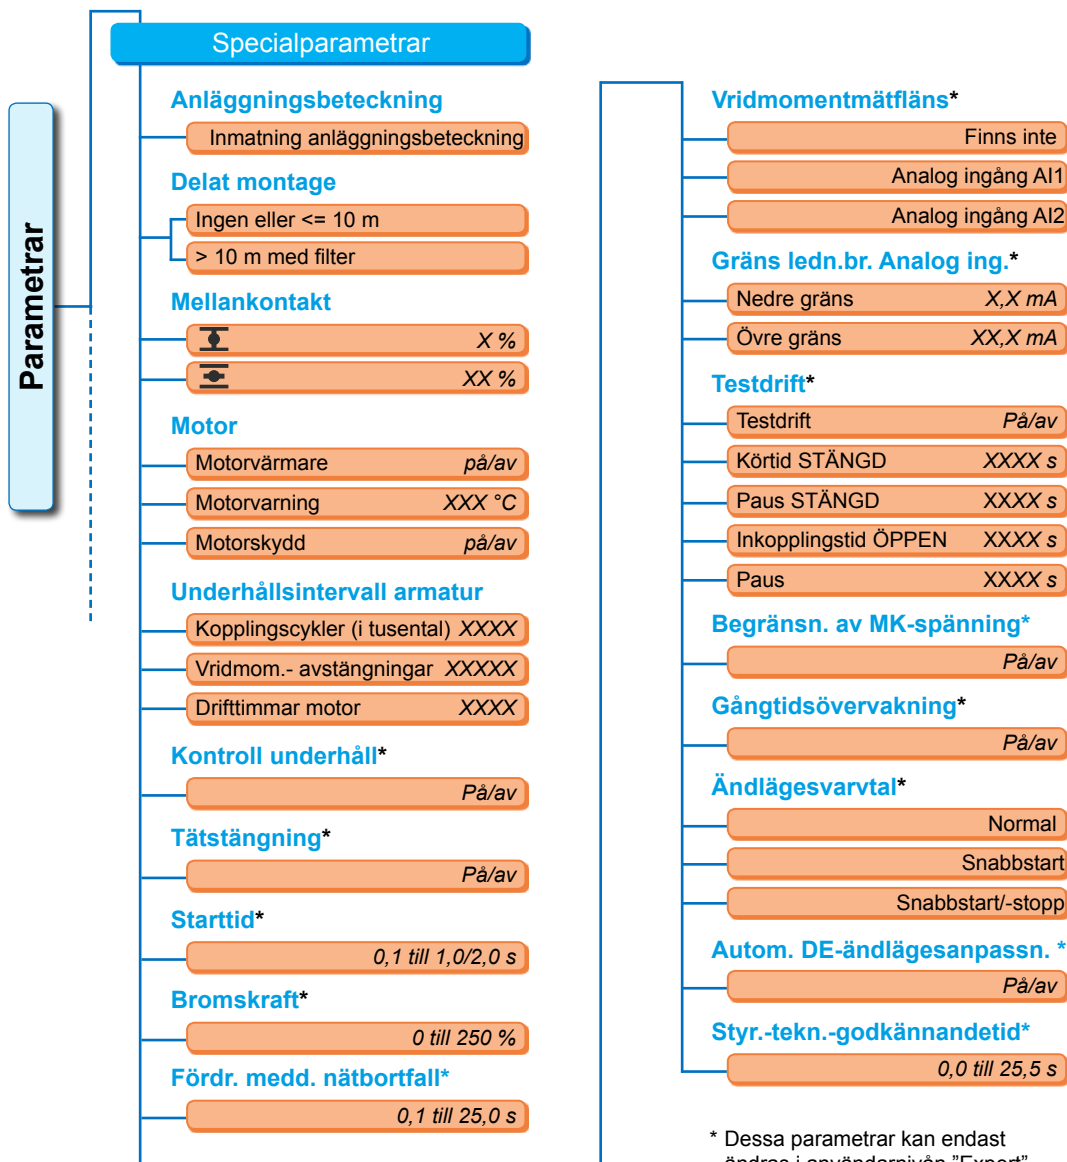 Parametrar
Specialparametrar
Anläggningsbeteckning
Inmatning anläggningsbeteckning
Delat montage
Ingen eller <= 10 m
> 10 m med filter
Mellankontakt
X %
XX %
Motor
Motorvärmare på/av
Motorvarning XXX °C
Motorskydd på/av
Underhållsintervall armatur
Kopplingscykler (i tusental) XXXX
Vridmom.- avstängningar XXXXX
Drifttimmar motor XXXX
Kontroll underhåll*
På/av
Tätstängning*
På/av
Starttid*
0,1 till 1,0/2,0 s
Bromskraft*
0 till 250 %
Fördr. medd. nätbortfall*
0,1 till 25,0 s
Vridmomentmätfläns*
Finns inte
Analog ingång AI1
Analog ingång AI2
Gräns ledn.br. Analog ing.*
Nedre gräns X,X mA
Övre gräns XX,X mA
Testdrift*
Testdrift På/av
Körtid STÄNGD XXXX s
Paus STÄNGD XXXX s
Inkopplingstid ÖPPEN XXXX s
Paus XXXX s
Begränsn. av MK-spänning*
På/av
Gångtidsövervakning*
På/av
Ändlägesvarvtal*
Normal
Snabbstart
Snabbstart/-stopp
Autom. DE-ändlägesanpassn. *
På/av
Styr.-tekn.-godkännandetid*
0,0 till 25,5 s
* Dessa parametrar kan endast
ändras i användarnivån ”Expert”